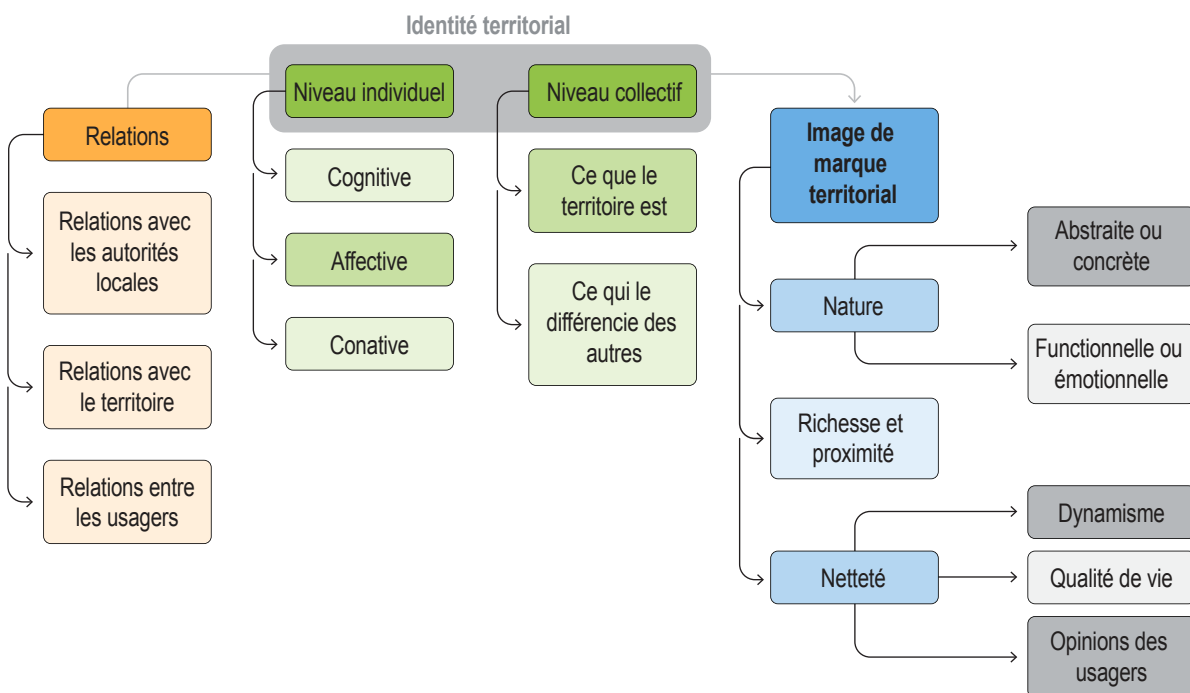 Identité territorial
Niveau individuel
Niveau collectif
Relations
Image de
marque
territorial
Cognitive
Ce que le
territoire est
Relations avec
les autorités
locales
Abstraite ou
concrète
Affective
Ce qui le
différencie des
autres
Nature
Conative
Functionnelle ou
émotionnelle
Relations avec
le territoire
Richesse et
proximité
Relations entre
les usagers
Dynamisme
Netteté
Qualité de vie
Opinions des
usagers